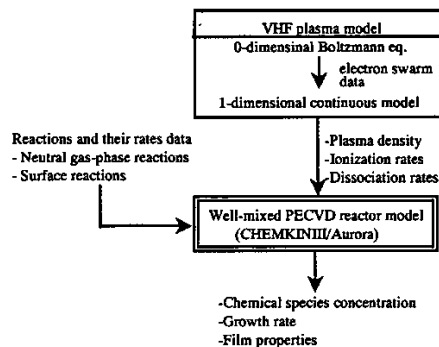 VHF plasma model
0-dimensinal Boltzmann eq.
electron swarm
data
1-dimensional continuous model
Reactions and their rates data
- Neutral gas-phase reactions
- Surface reactions
-Plasma density
-Ionization rates
-Dissociation rates
Well-mixed PECVD reactor model
(CHEMKINIII/Aurora)
-Chemical species concentration
-Growth rate
-Film properties